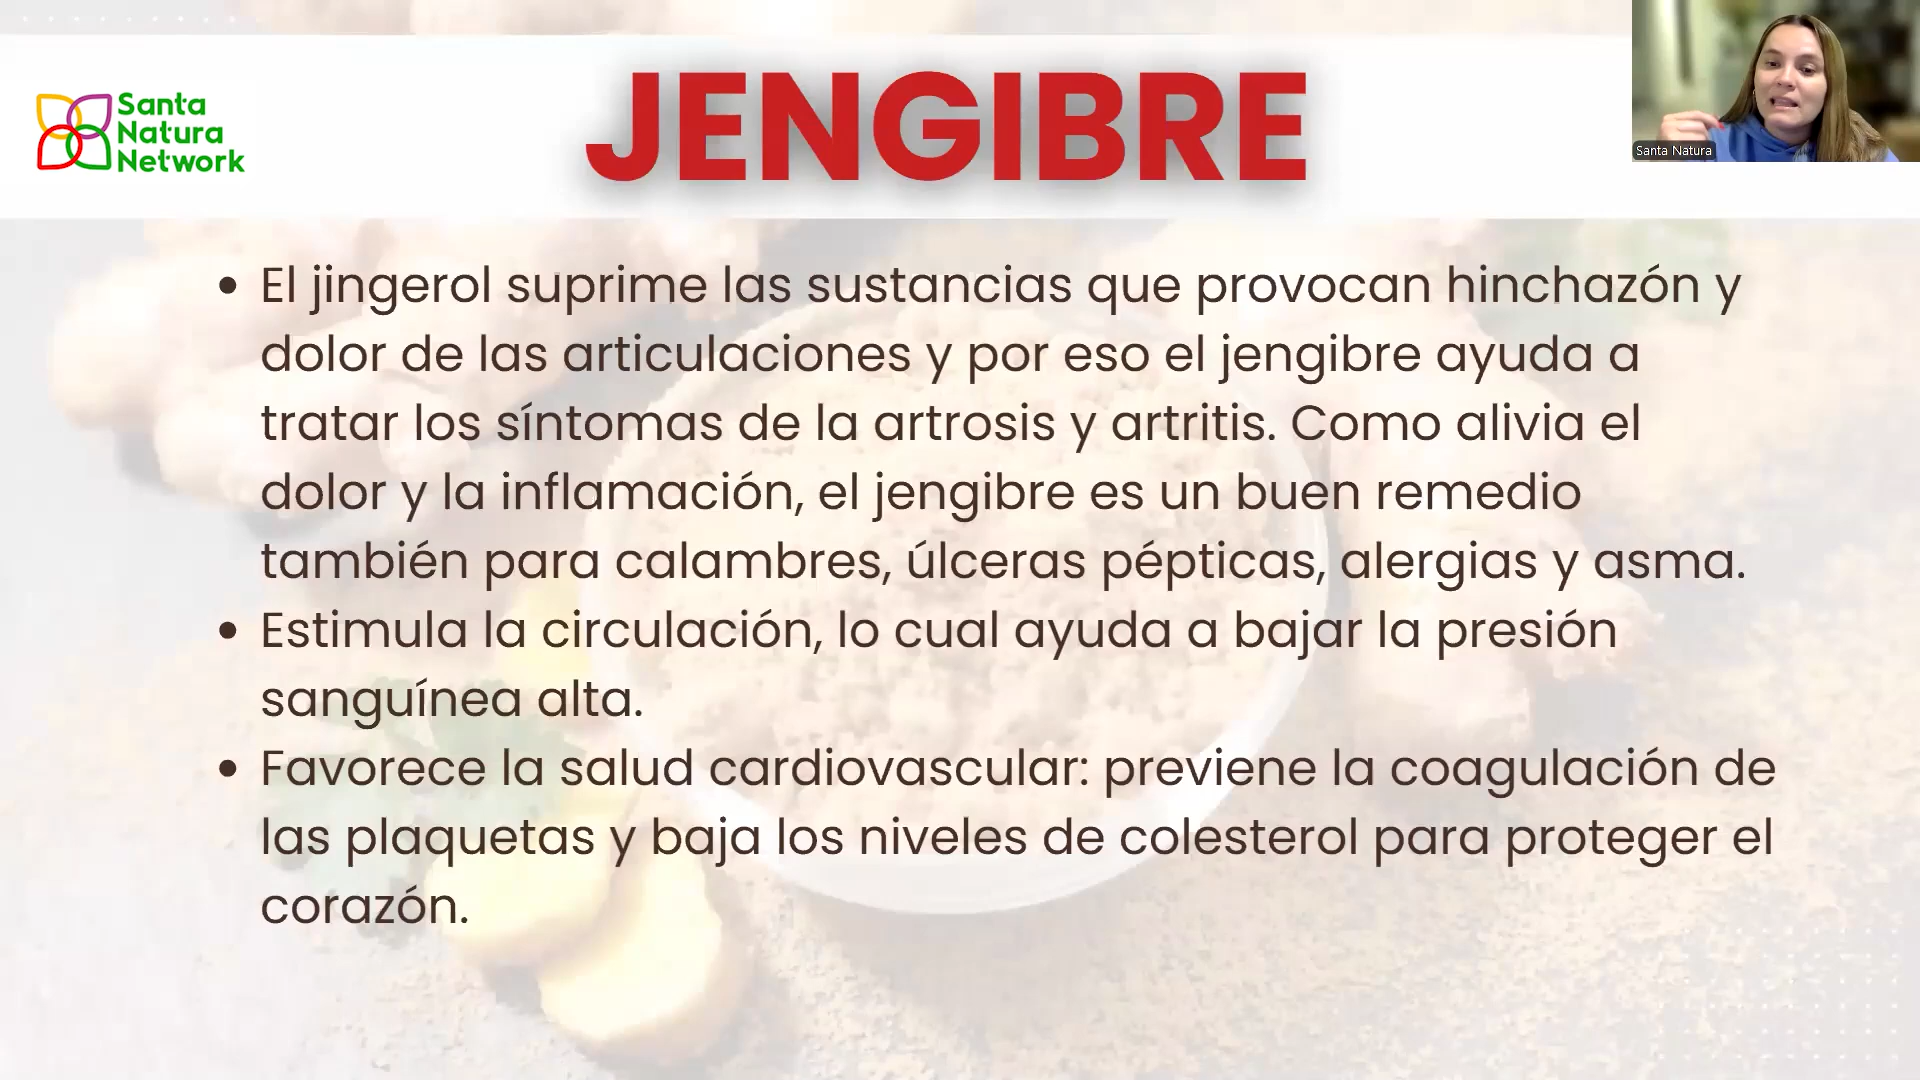 Santa
Natura
Network
JENGIBRE
Santa Natura
• El jingerol suprime las sustancias que provocan hinchazón y
dolor de las articulaciones y por eso el jengibre ayuda a
tratar los síntomas de la artrosis y artritis. Como alivia el
dolor y la inflamación, el jengibre es un buen remedio
también para calambres, úlceras pépticas, alergias y asma.
• Estimula la circulación, lo cual ayuda a bajar la presión
sanguínea alta.
• Favorece la salud cardiovascular: previene la coagulación de
las plaquetas y baja los niveles de colesterol para proteger el
corazón.